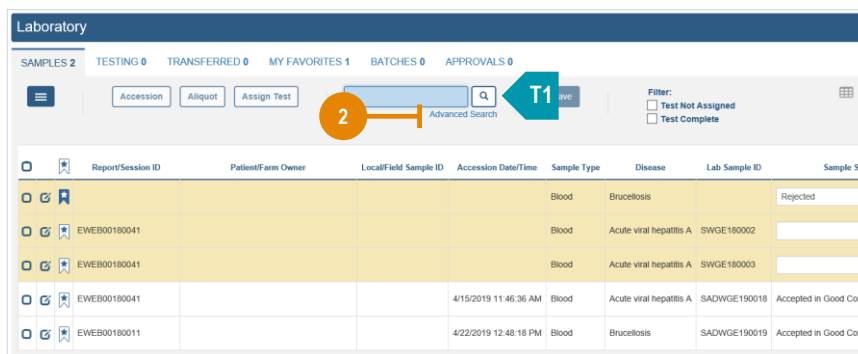 Laboratory
SAMPLES 2 TESTING 0 TRANSFERRED 0 MY FAVORITES 1 BATCHES 0 APPROVALS 0
Accession Aliquot Assign Test T1 Filter:
Test Not Assigned
2 Advanced Search Test Complete
Report/Session ID Patient/Farm Owner Local/Field Sample ID Accession Date/Time Sample Type Disease Lab Sample ID Sample S
Blood Brucellosis Rejected
EWEB00180041 Blood Acute viral hepatitis A SWGE180002
EWEB00180041 Blood Acute viral hepatitis A SWGE180003
EWEB00180041 4/15/2019 11:46:36 AM Blood Acute viral hepatitis A SADWGE190018 Accepted in Good Co
EWEB00180011 4/22/2019 12:48:18 PM Blood Brucellosis SADWGE190019 Accepted in Good Co